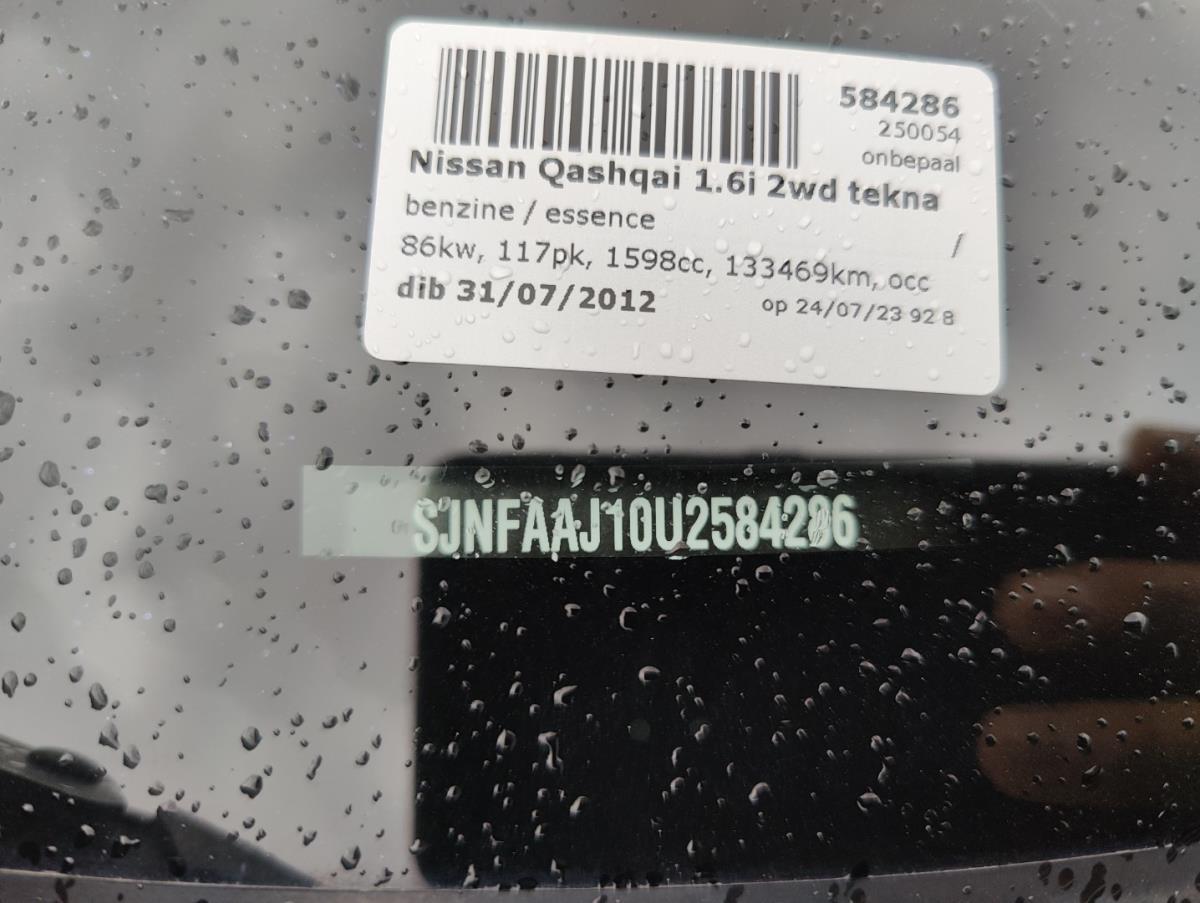 584286
250054
onbepaal
Nissan Qashqai 1.6i 2wd tekna
benzine / essence
/
86kw, 117pk, 1598cc, 133469km, occ
dib 31/07/2012
op 24/07/23 92 8
SJNFAAJ10U2584286